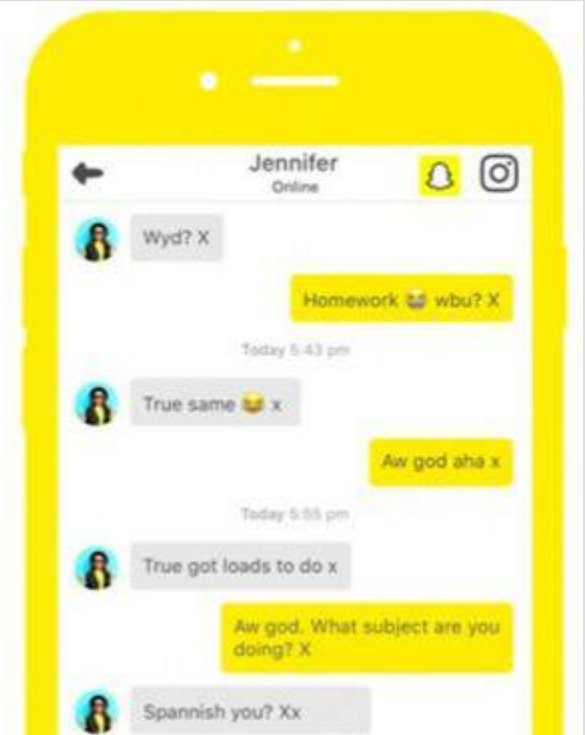 Jennifer
Online
Wyd? X
Homework 😂 wbu? X
Today 5:43 pm
True same 😂 x
Aw god aha x
Today 5:55 pm
True got loads to do x
Aw god. What subject are you
doing? X
Spannish you? Xx